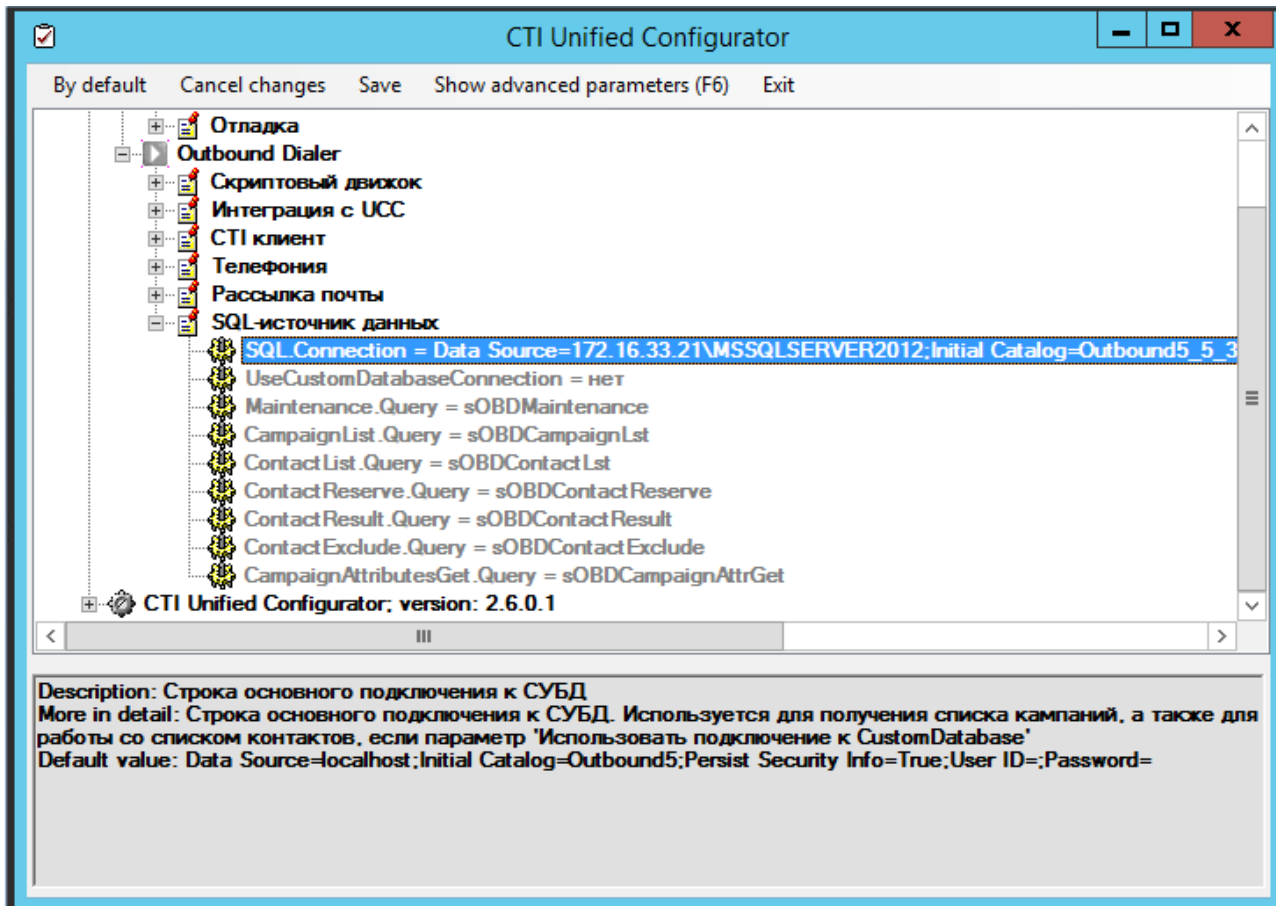 CTI Unified Configurator
By default Cancel changes Save Show advanced parameters (F6) Exit
Отладка
Outbound Dialer
Скриптовый движок
Интеграция с UCC
CTI клиент
Телефония
Рассылка почты
SQL-источник данных
SQL.Connection = Data Source=172.16.33.21\MSSQLSERVER2012;Initial Catalog=Outbound5_5_3
UseCustomDatabaseConnection = нет
Maintenance.Query = sOBDMaintenance
CampaignList.Query = sOBDCampaignLst
ContactList.Query = sOBDContactLst
ContactReserve.Query = sOBDContactReserve
ContactResult.Query = sOBDContactResult
ContactExclude.Query = sOBDContactExclude
CampaignAttributesGet.Query = sOBDCampaignAttrGet
CTI Unified Configurator; version: 2.6.0.1
Description: Строка основного подключения к СУБД
More in detail: Строка основного подключения к СУБД. Используется для получения списка кампаний, а также для
работы со списком контактов, если параметр 'Использовать подключение к CustomDatabase'
Default value: Data Source=localhost;Initial Catalog=Outbound5;Persist Security Info=True;User ID=;Password=